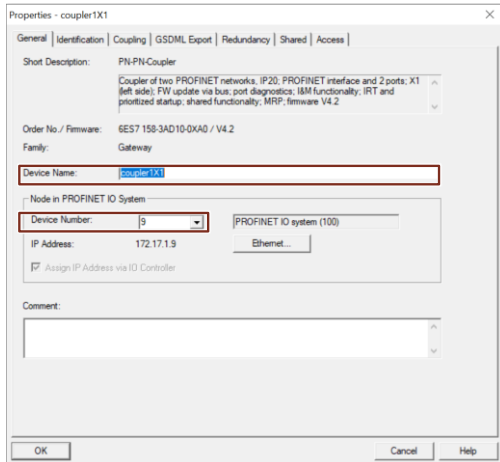 Properties - coupler1X1
General
Identification
Coupling
GSDML Export
Redundancy
Shared
Access
Short Description:
PN-PN-Coupler
Coupler of two PROFINET networks, IP20; PROFINET interface and 2 ports; X1
(left side); FW update via bus; port diagnostics; I&M functionality; IRT and
prioritized startup; shared functionality; MRP; firmware V4.2
Order No./ Firmware:
6ES7 158-3AD10-0XA0 / V4.2
Family:
Gateway
Device Name:
coupler1X1
Node in PROFINET IO System
Device Number:
9
PROFINET IO system (100)
IP Address:
172.17.1.9
Ethernet...
Assign IP Address via IO Controller
Comment:
OK
Cancel
Help